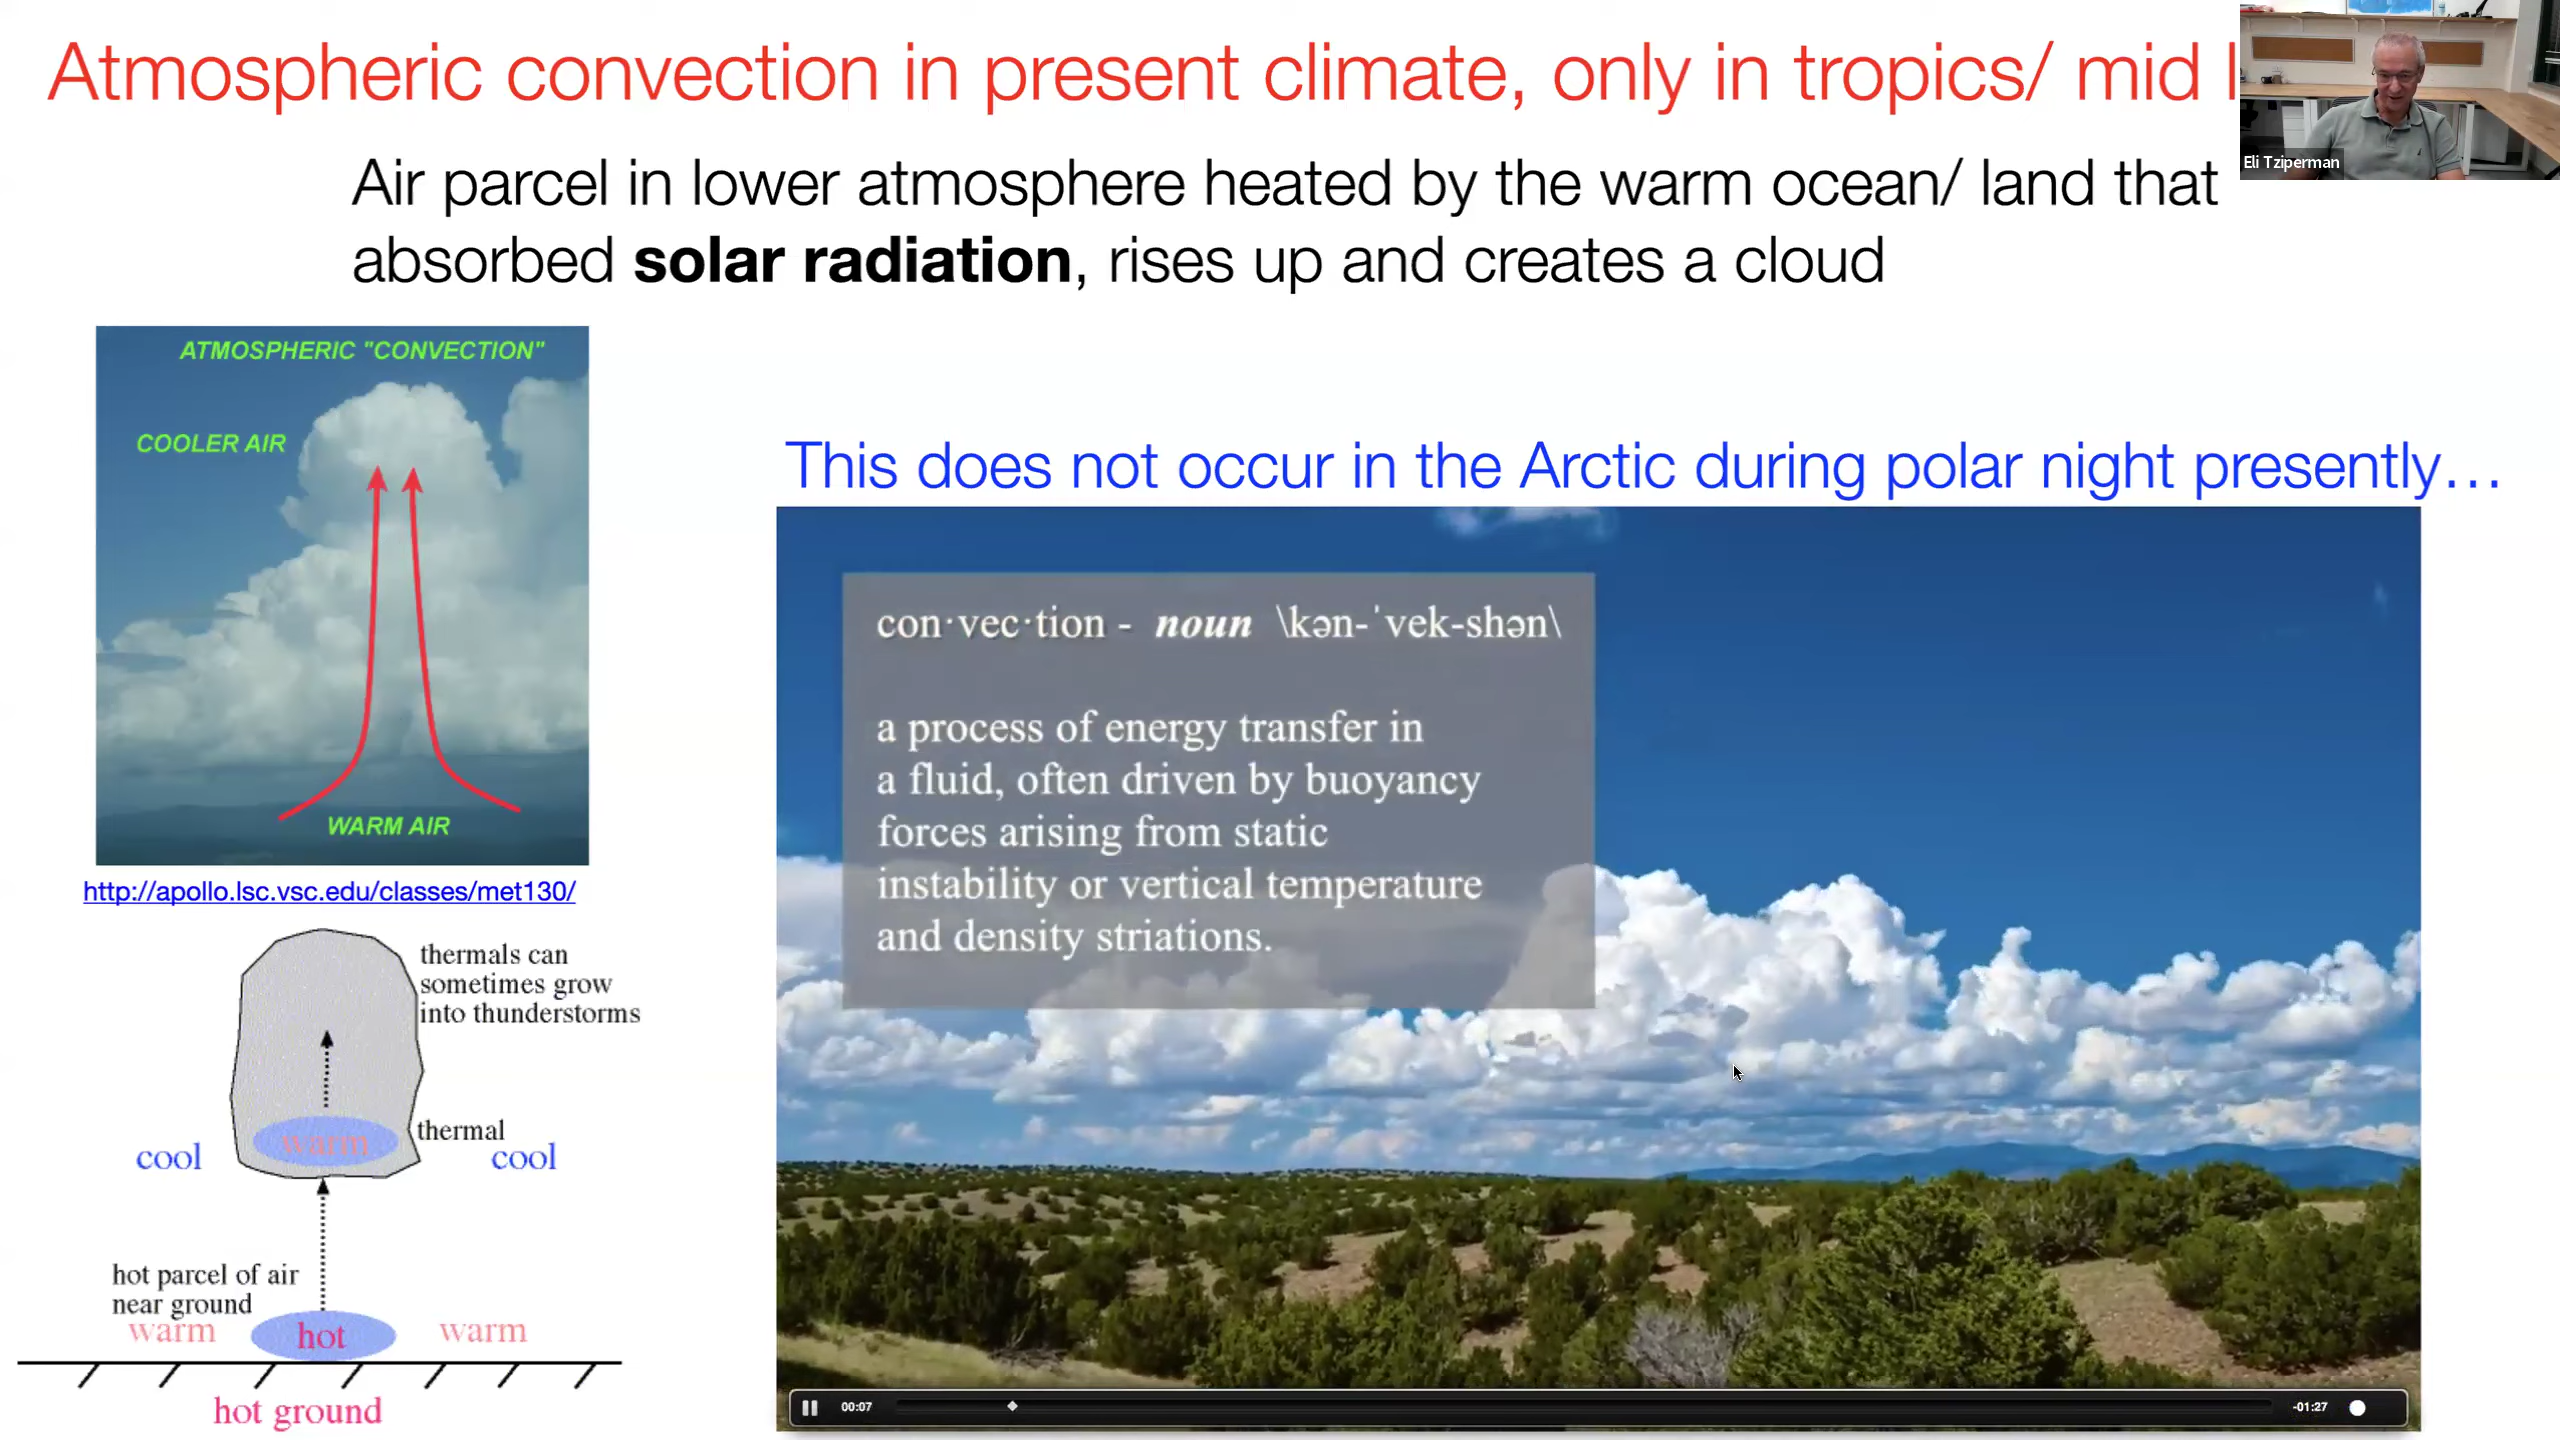 Atmospheric convection in present climate, only in tropics/ mid l
Eli Tziperman
Air parcel in lower atmosphere heated by the warm ocean/ land that
absorbed solar radiation, rises up and creates a cloud
ATMOSPHERIC "CONVECTION"
COOLER AIR
WARM AIR
http://apollo.lsc.vsc.edu/classes/met130/
thermals can
sometimes grow
into thunderstorms
warm
thermal
cool
cool
hot parcel of air
near ground
warm
hot
warm
hot ground
This does not occur in the Arctic during polar night presently…
con·vec·tion - noun \kən-ˈvek-shən\
a process of energy transfer in
a fluid, often driven by buoyancy
forces arising from static
instability or vertical temperature
and density striations.
00:07
-01:27